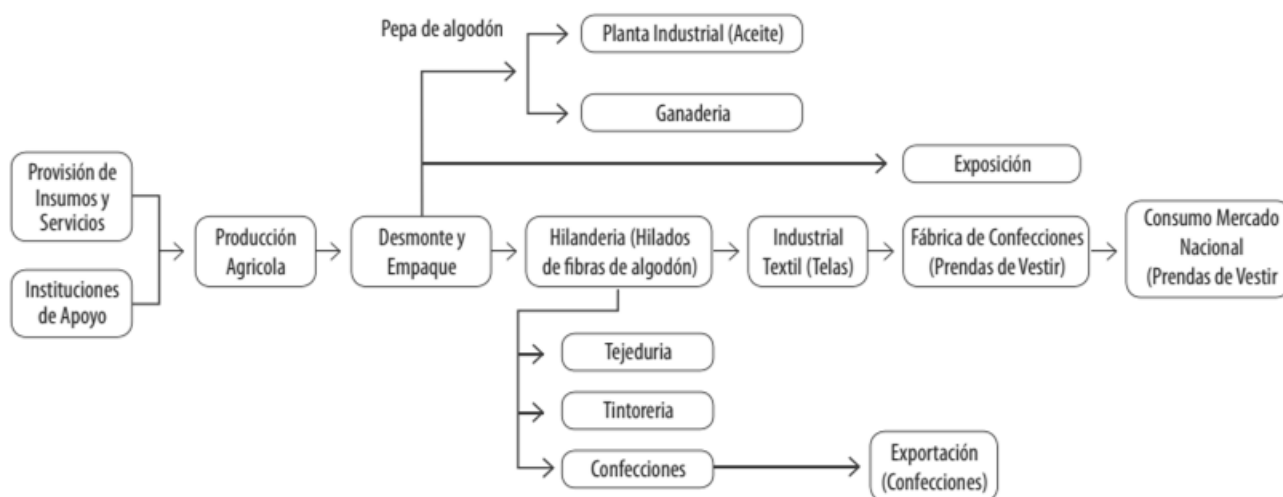 Pepa de algodón
Planta Industrial (Aceite)
Ganaderia
Exposición
Provisión de
Insumos y
Servicios
Instituciones
de Apoyo
Producción
Agricola
Desmonte y
Empaque
Hilanderia (Hilados
de fibras de algodón)
Industrial
Textil (Telas)
Fábrica de Confecciones
(Prendas de Vestir)
Consumo Mercado
Nacional
(Prendas de Vestir
Tejeduria
Tintoreria
Confecciones
Exportación
(Confecciones)